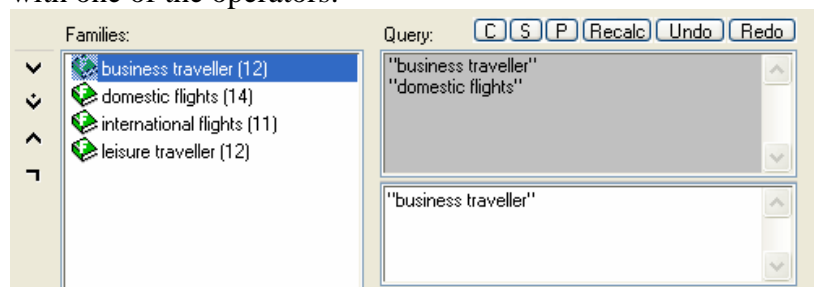 with one of the operators.
Families:
Query:
C S P Recalc Undo Redo
business traveller (12)
domestic flights (14)
international flights (11)
leisure traveller (12)
"business traveller"
"domestic flights"
"business traveller"